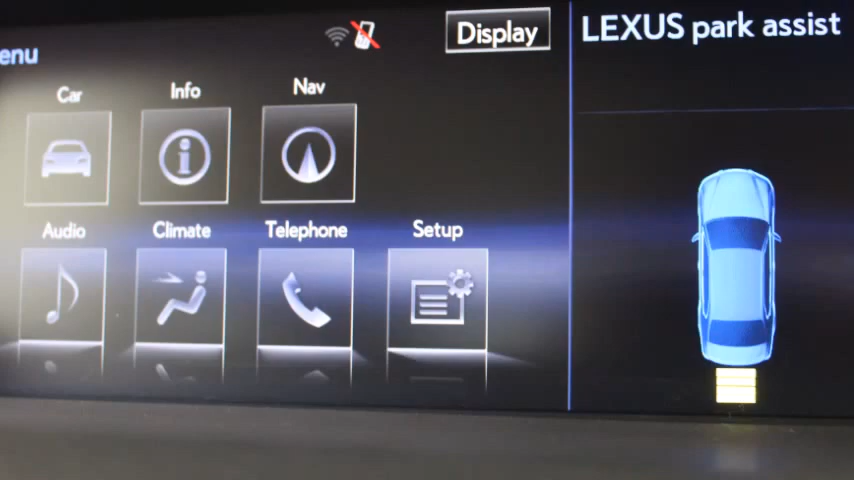 enu
Display
LEXUS park assist
Car
Info
Nav
Audio
Climate
Telephone
Setup